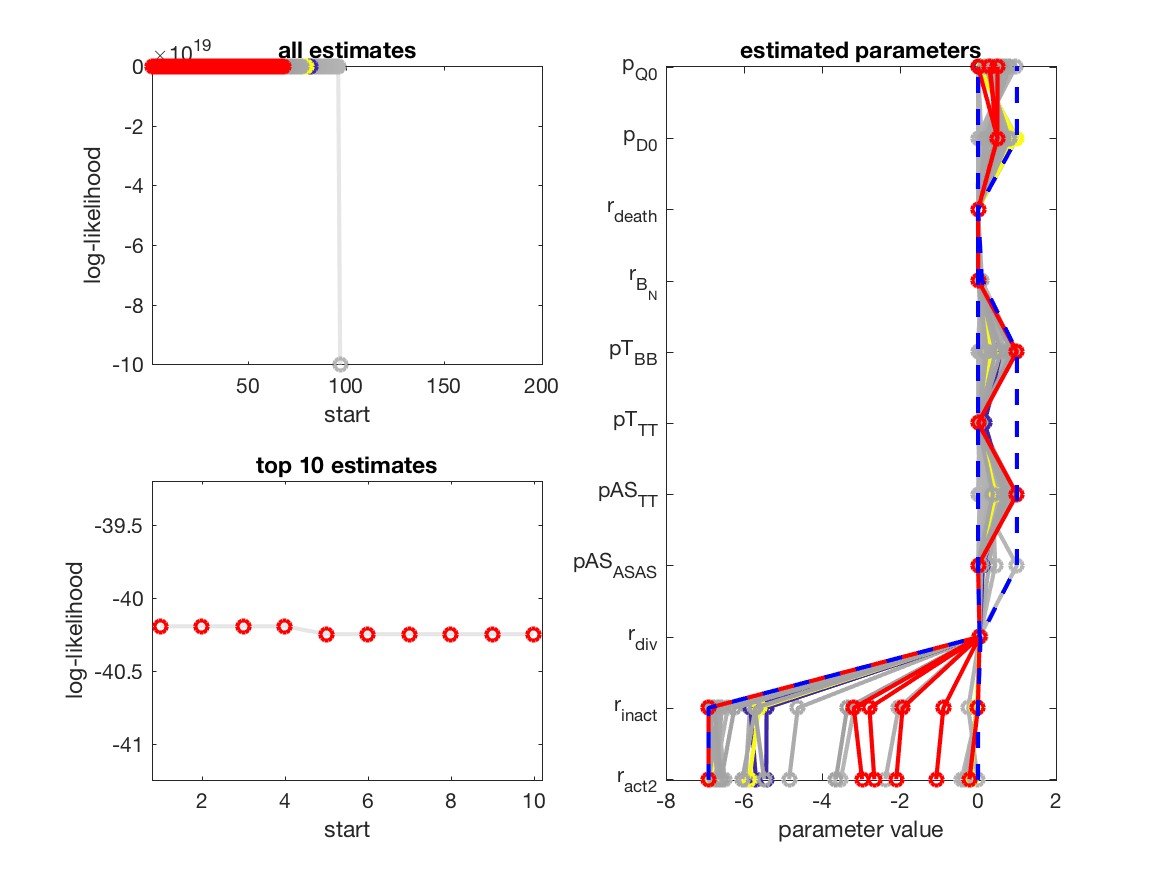 all estimates
×10^19
0
-2
-4
-6
-8
-10
log-likelihood
50
100
150
200
start
top 10 estimates
-39.5
-40
-40.5
-41
log-likelihood
2
4
6
8
10
start
estimated parameters
p_Q0
p_D0
r_death
r_B_N
pT_BB
pT_TT
pAS_TT
pAS_ASAS
r_div
r_inact
r_act2
-8
-6
-4
-2
0
2
parameter value